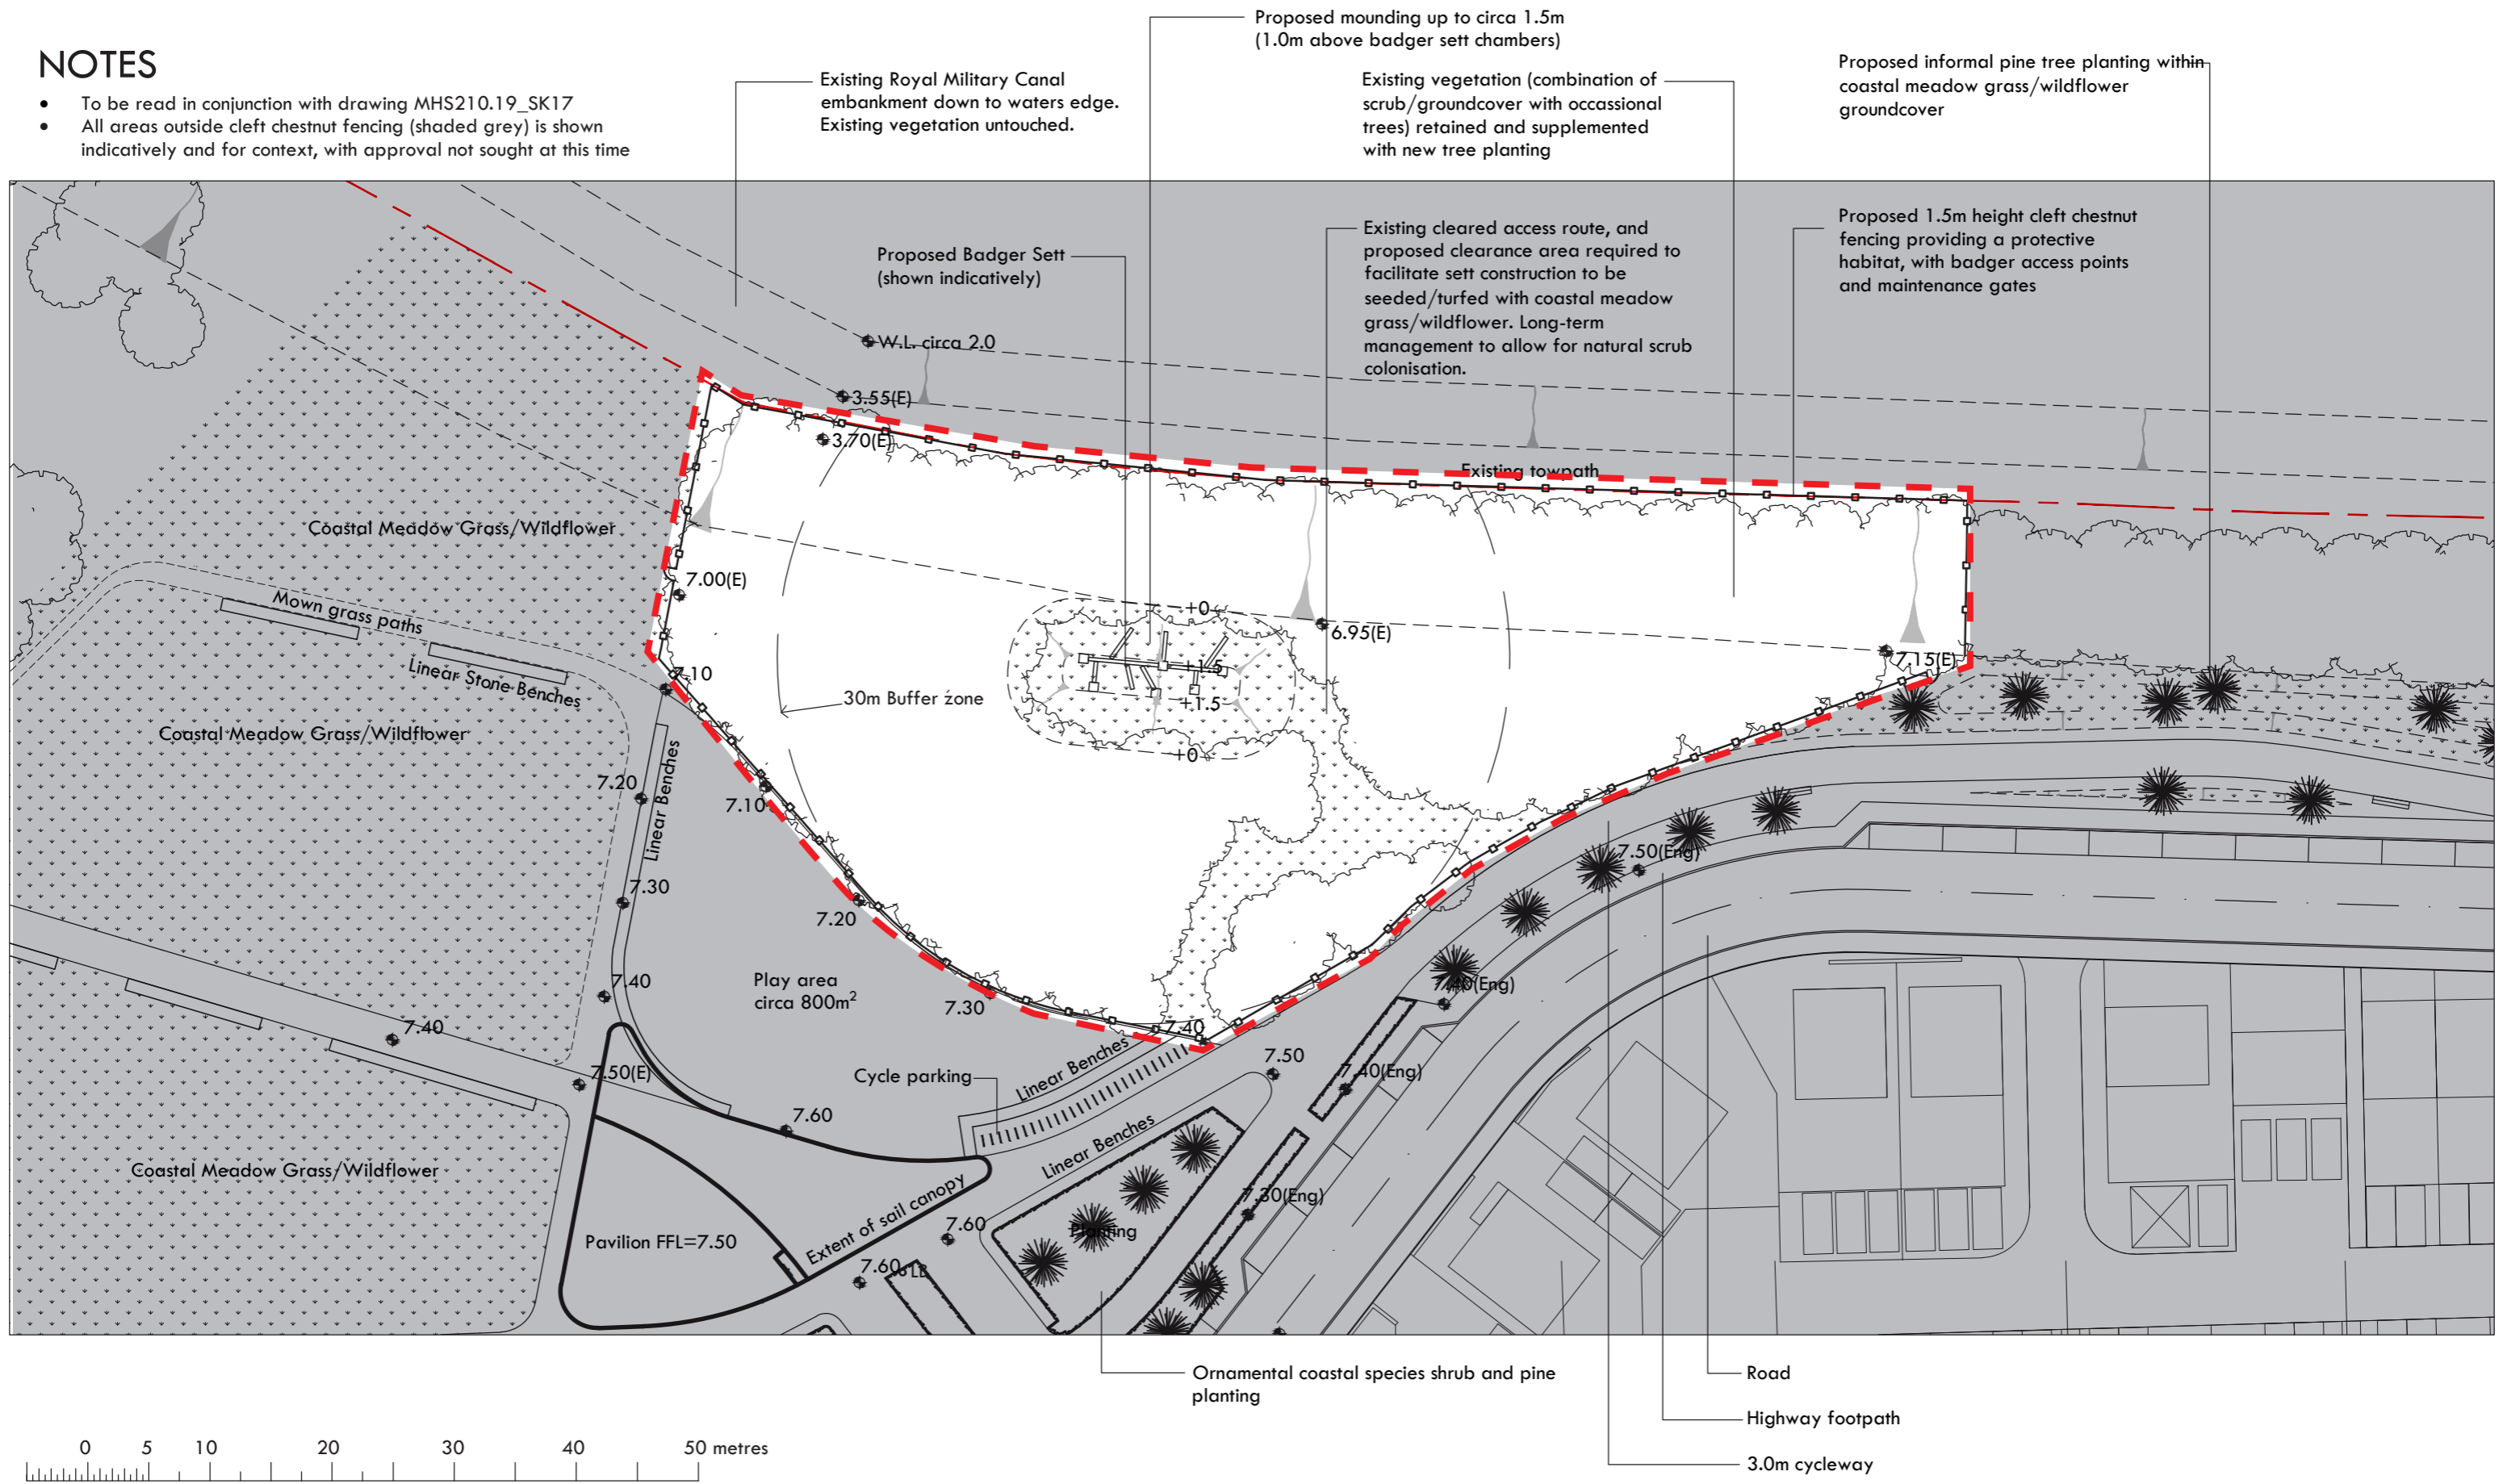 Proposed mounding up to circa 1.5m
(1.0m above badger sett chambers)
NOTES
• To be read in conjunction with drawing MHS210.19_SK17
• All areas outside cleft chestnut fencing (shaded grey) is shown
indicatively and for context, with approval not sought at this time
Existing Royal Military Canal
embankment down to waters edge.
Existing vegetation untouched.
Existing vegetation (combination of
scrub/groundcover with occassional
trees) retained and supplemented
with new tree planting
Proposed informal pine tree planting within
coastal meadow grass/wildflower
groundcover
Proposed Badger Sett
(shown indicatively)
Existing cleared access route, and
proposed clearance area required to
facilitate sett construction to be
seeded/turfed with coastal meadow
grass/wildflower. Long-term
management to allow for natural scrub
colonisation.
Proposed 1.5m height cleft chestnut
fencing providing a protective
habitat, with badger access points
and maintenance gates
W.L. circa 2.0
3.55(E)
3.70(E)
Existing towpath
Coastal Meadow Grass/Wildflower
7.00(E)
Mown grass paths
+0
6.95(E)
7.15(E)
Linear Stone Benches
7.10
+1.5
30m Buffer zone
+1.5
Coastal Meadow Grass/Wildflower
+0
7.20
Linear Benches
7.10
7.50(Eng)
7.30
7.20
7.40
Play area
circa 800m²
7.40(Eng)
7.30
7.40
7.40
7.50
7.50(E)
Cycle parking
Linear Benches
7.40(Eng)
7.60
Linear Benches
Coastal Meadow Grass/Wildflower
7.30(Eng)
Extent of sail canopy
7.60
Planting
Pavilion FFL=7.50
7.60
LB
Ornamental coastal species shrub and pine
planting
Road
Highway footpath
3.0m cycleway
0 5 10 20 30 40 50 metres